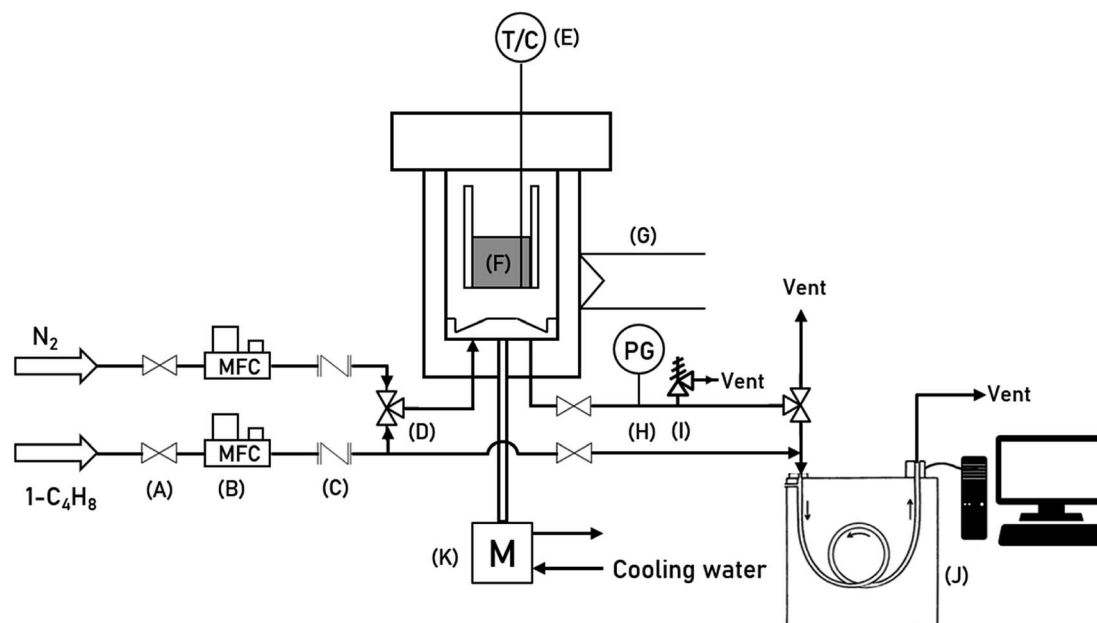 T/C (E)
(F)
(G)
Vent
N₂
MFC
PG
Vent
(D)
(H) (I)
Vent
MFC
1-C₄H₈
(A) (B) (C)
(K) M
Cooling water
(J)